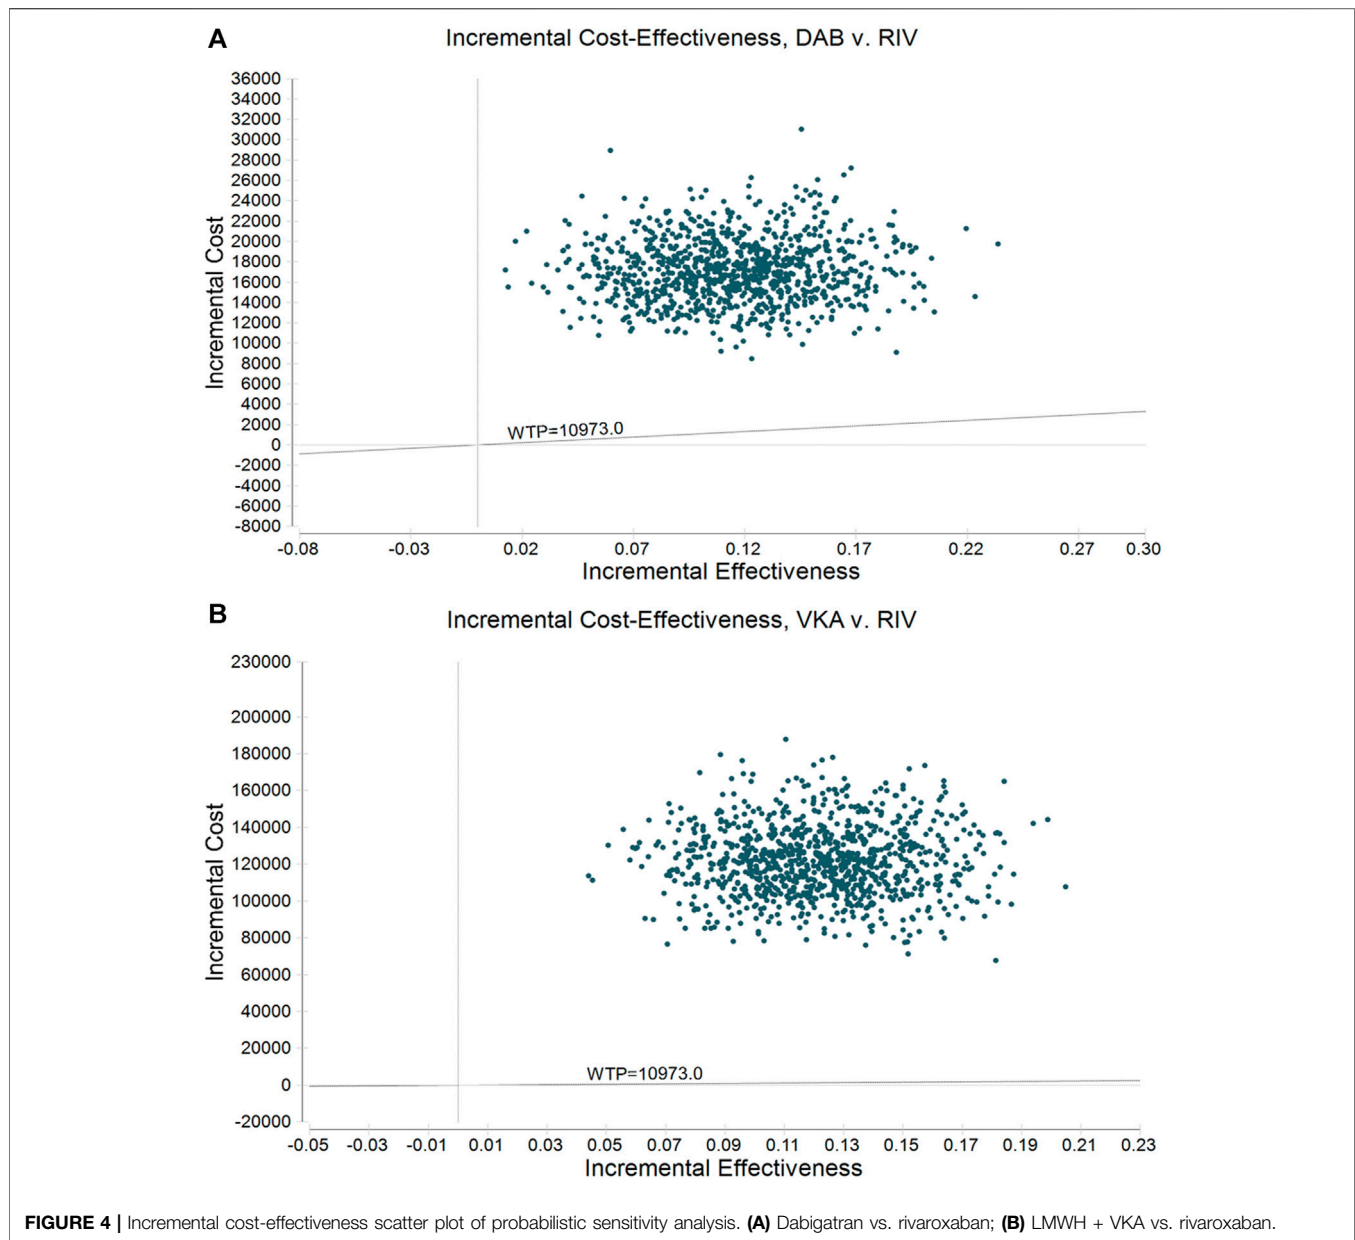 A
Incremental Cost-Effectiveness, DAB v. RIV
36000
34000
32000
30000
28000
26000
24000
22000
20000
18000
16000
14000
12000
10000
8000
6000
4000
2000
0
-2000
-4000
-6000
-8000
Incremental Cost
WTP=10973.0
-0.08 -0.03 0.02 0.07 0.12 0.17 0.22 0.27 0.30
Incremental Effectiveness
B
Incremental Cost-Effectiveness, VKA v. RIV
230000
200000
180000
160000
140000
120000
100000
80000
60000
40000
20000
0
-20000
Incremental Cost
WTP=10973.0
-0.05 -0.03 -0.01 0.01 0.03 0.05 0.07 0.09 0.11 0.13 0.15 0.17 0.19 0.21 0.23
Incremental Effectiveness
FIGURE 4 | Incremental cost-effectiveness scatter plot of probabilistic sensitivity analysis. (A) Dabigatran vs. rivaroxaban; (B) LMWH + VKA vs. rivaroxaban.